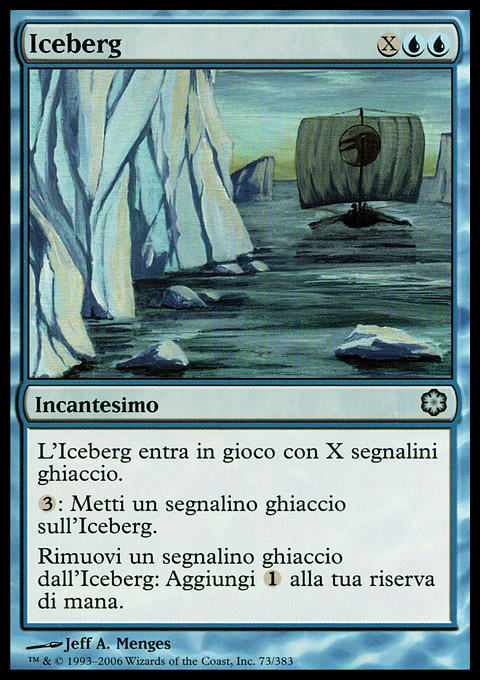 Iceberg X
Incantesimo
L'Iceberg entra in gioco con X segnalini
ghiaccio.
3: Metti un segnalino ghiaccio
sull'Iceberg.
Rimuovi un segnalino ghiaccio
dall'Iceberg: Aggiungi 1 alla tua riserva
di mana.
Jeff A. Menges
™ & © 1993–2006 Wizards of the Coast, Inc. 73/383